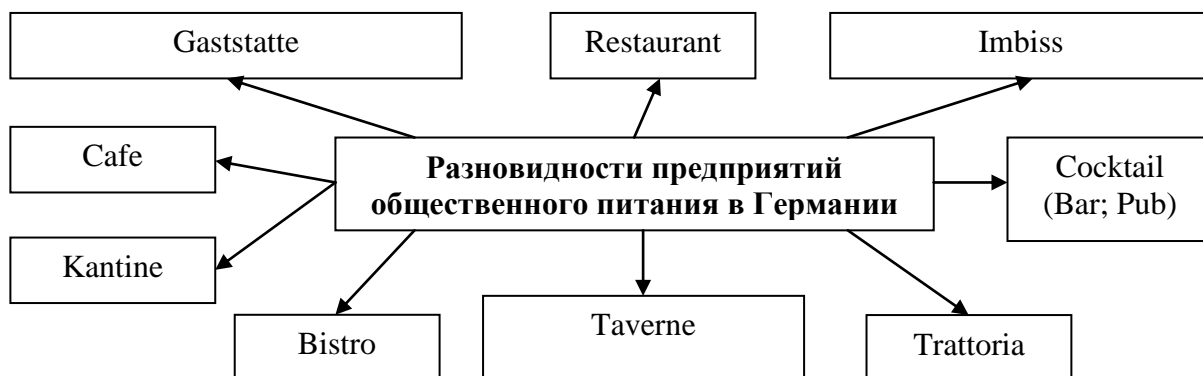 Gaststatte
Restaurant
Imbiss
Cafe
Разновидности предприятий
общественного питания в Германии
Cocktail
(Bar; Pub)
Kantine
Bistro
Taverne
Trattoria